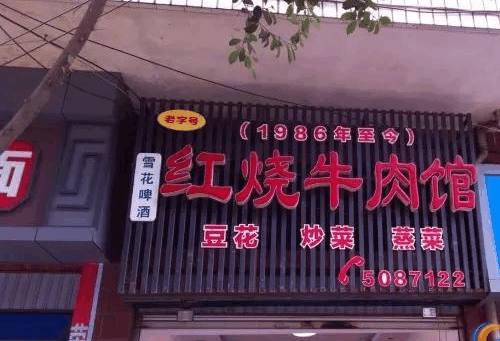 老字号
(1986年至今)
雪花啤酒
红烧牛肉馆
豆花 炒菜 蒸菜
5087122
面